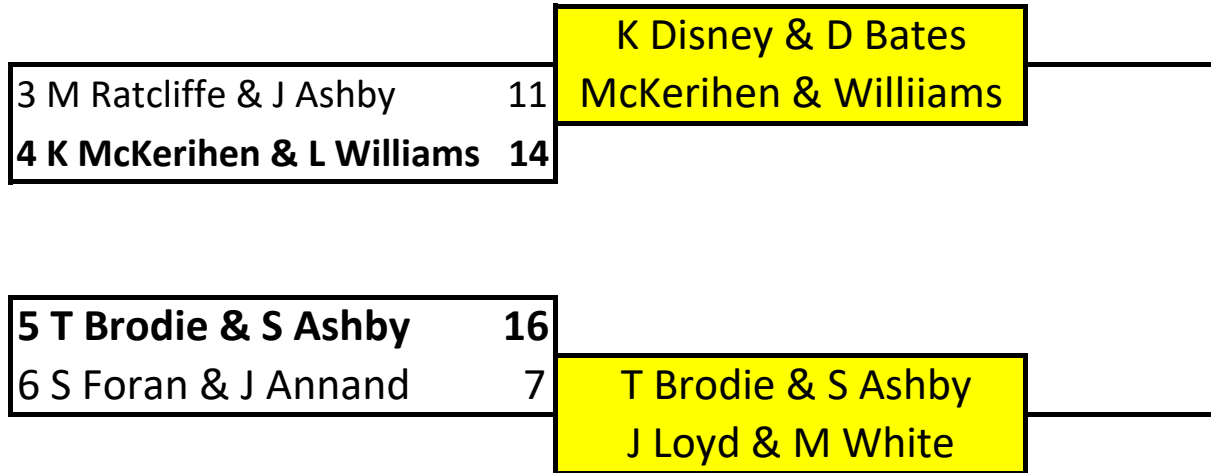 K Disney & D Bates
3 M Ratcliffe & J Ashby 11
McKerihen & Williiams
4 K McKerihen & L Williams 14
5 T Brodie & S Ashby 16
6 S Foran & J Annand 7
T Brodie & S Ashby
J Loyd & M White